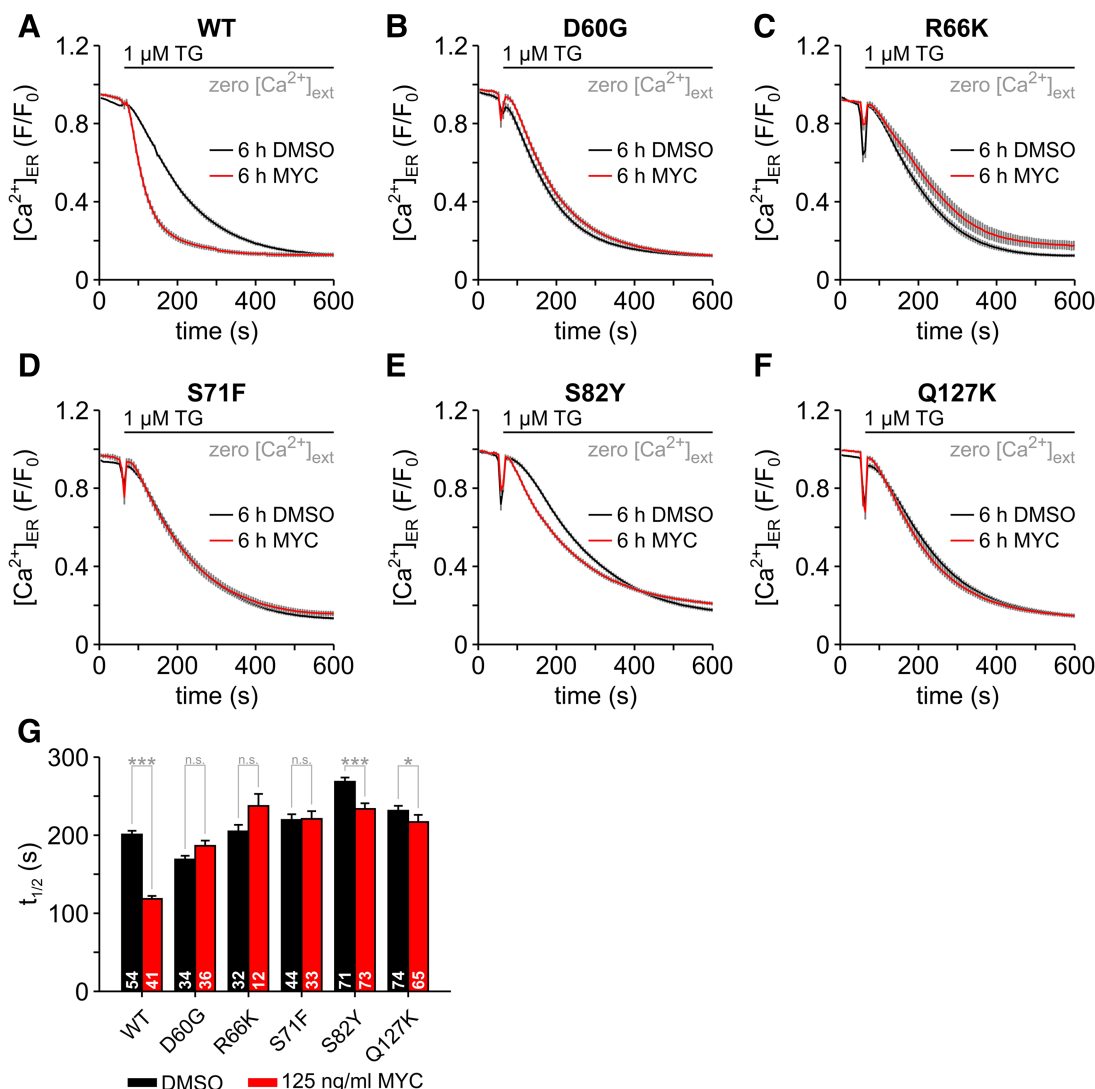 A WT
1.2
1 µM TG
zero [Ca2+]ext
6 h DMSO
6 h MYC
[Ca2+]ER (F/F0)
0.8
0.4
0
0 200 400 600
time (s)
B D60G
1.2
1 µM TG
zero [Ca2+]ext
6 h DMSO
6 h MYC
[Ca2+]ER (F/F0)
0.8
0.4
0
0 200 400 600
time (s)
C R66K
1.2
1 µM TG
zero [Ca2+]ext
6 h DMSO
6 h MYC
[Ca2+]ER (F/F0)
0.8
0.4
0
0 200 400 600
time (s)
D S71F
1.2
1 µM TG
zero [Ca2+]ext
6 h DMSO
6 h MYC
[Ca2+]ER (F/F0)
0.8
0.4
0
0 200 400 600
time (s)
E S82Y
1.2
1 µM TG
zero [Ca2+]ext
6 h DMSO
6 h MYC
[Ca2+]ER (F/F0)
0.8
0.4
0
0 200 400 600
time (s)
F Q127K
1.2
1 µM TG
zero [Ca2+]ext
6 h DMSO
6 h MYC
[Ca2+]ER (F/F0)
0.8
0.4
0
0 200 400 600
time (s)
G
300
200
100
0
t1/2 (s)
*** n.s. n.s. n.s. *** *
54 41 34 36 32 12 44 33 71 73 74 65
WT D60G R66K S71F S82Y Q127K
DMSO 125 ng/ml MYC